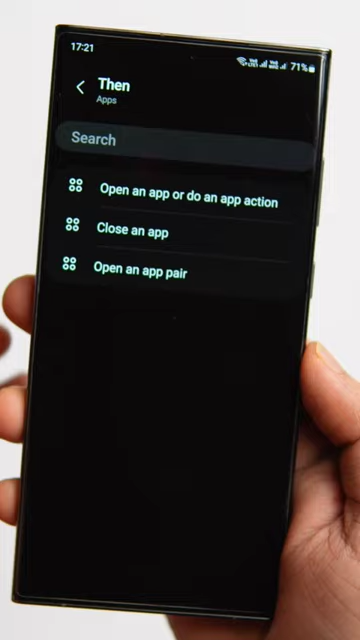 17:21
71%
Then
Apps
Search
Open an app or do an app action
Close an app
Open an app pair